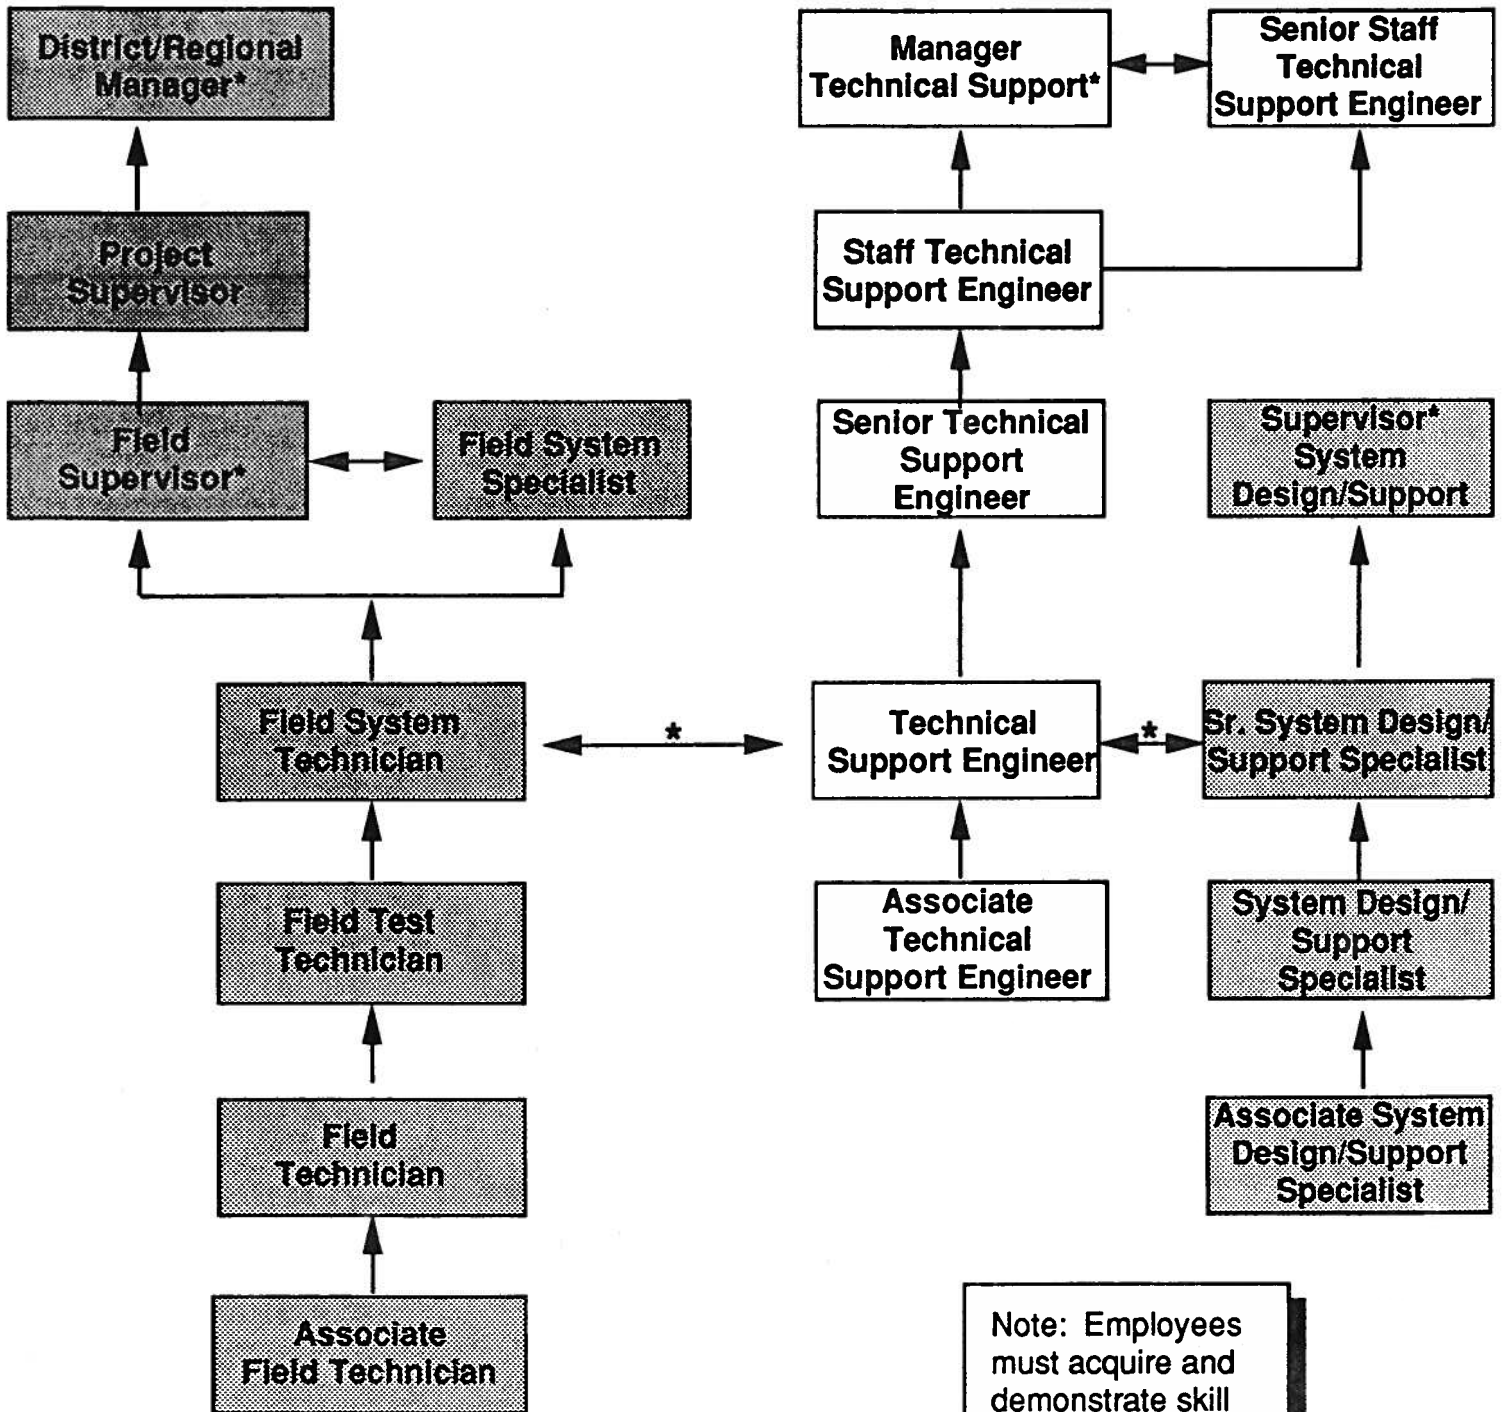 District/Regional
Manager*
Manager
Technical Support*
Senior Staff
Technical
Support Engineer
Project
Supervisor
Staff Technical
Support Engineer
Field
Supervisor*
Field System
Specialist
Senior Technical
Support
Engineer
Supervisor*
System
Design/Support
Field System
Technician
*
Technical
Support Engineer
*
Sr. System Design/
Support Specialist
Field Test
Technician
Associate
Technical
Support Engineer
System Design/
Support
Specialist
Field
Technician
Associate System
Design/Support
Specialist
Associate
Field Technician
Note: Employees
must acquire and
demonstrate skill